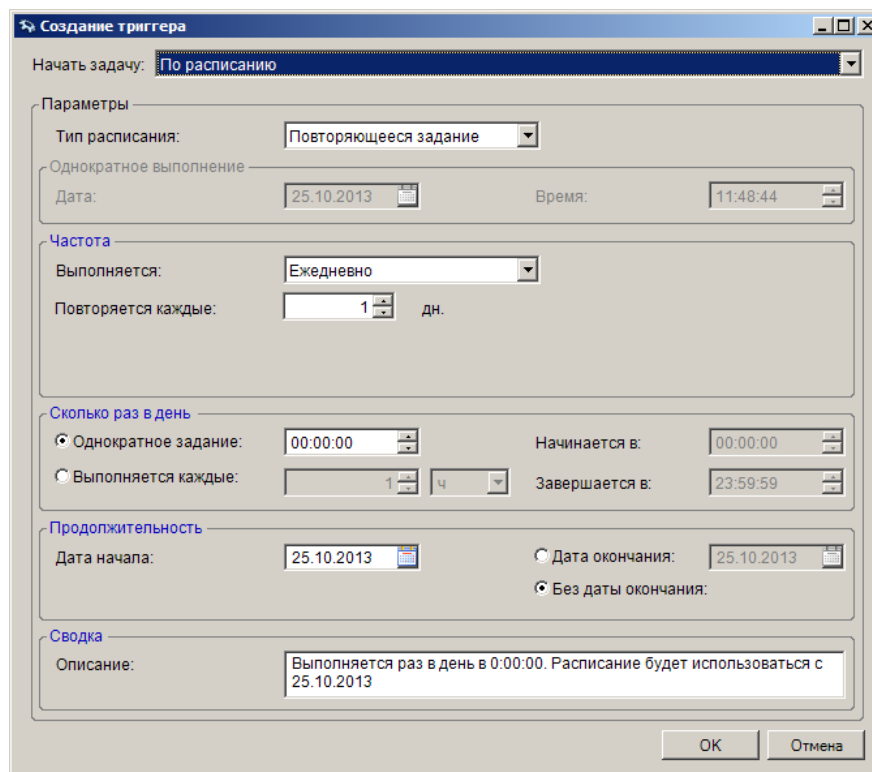 Создание триггера
Начать задачу: По расписанию
Параметры
Тип расписания: Повторяющееся задание
Однократное выполнение
Дата: 25.10.2013 Время: 11:48:44
Частота
Выполняется: Ежедневно
Повторяется каждые: 1 дн.
Сколько раз в день
Однократное задание: 00:00:00 Начинается в: 00:00:00
Выполняется каждые: 1 ч Завершается в: 23:59:59
Продолжительность
Дата начала: 25.10.2013 Дата окончания: 25.10.2013
Без даты окончания:
Сводка
Описание: Выполняется раз в день в 0:00:00. Расписание будет использоваться с
25.10.2013
OK Отмена